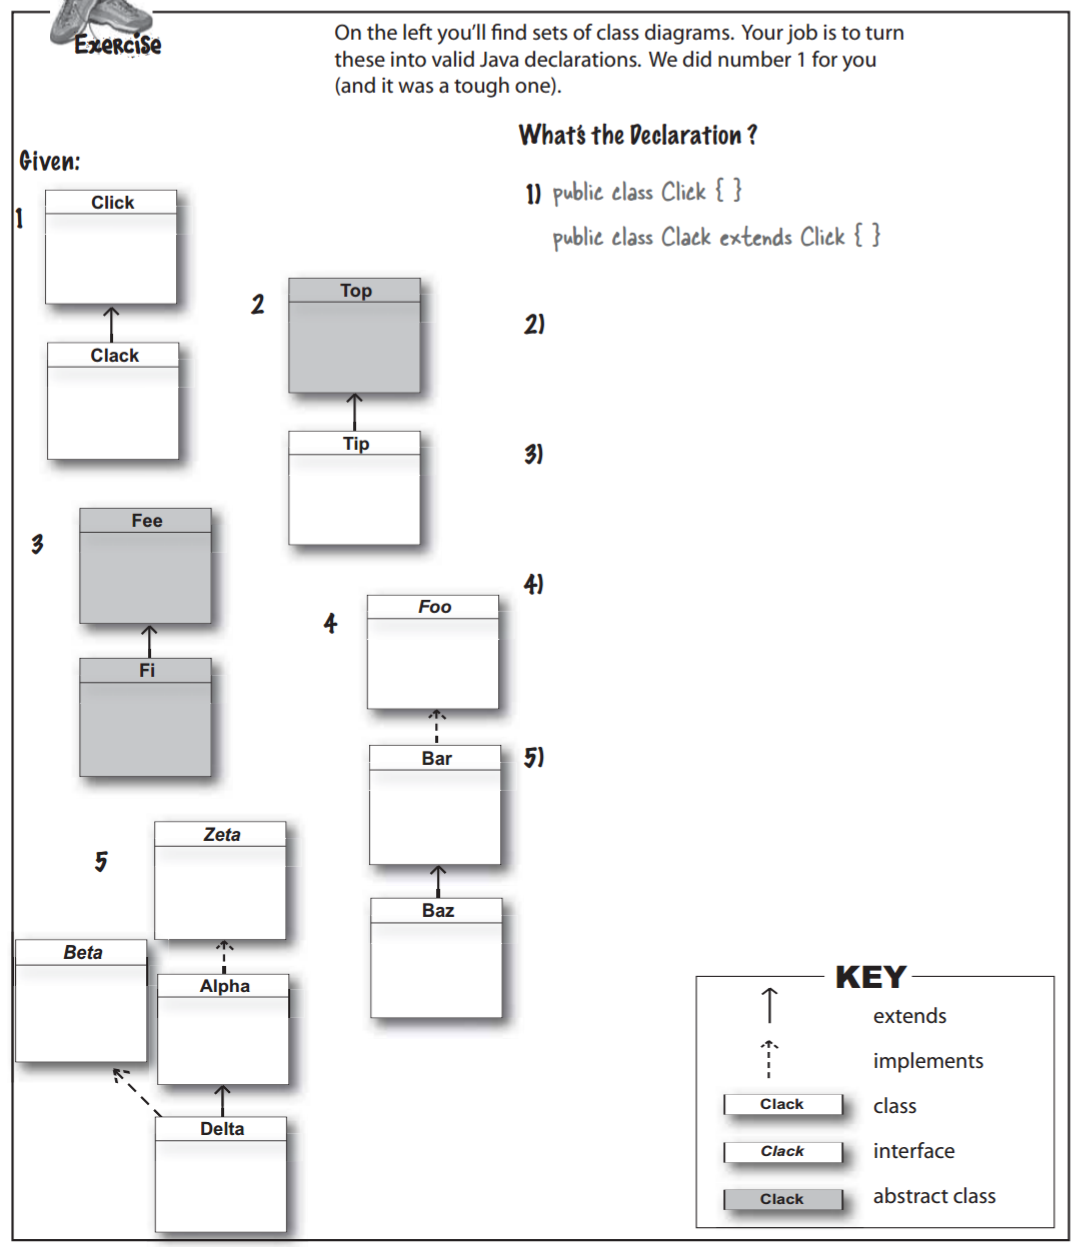 Exercise
On the left you'll find sets of class diagrams. Your job is to turn
these into valid Java declarations. We did number 1 for you
(and it was a tough one).
What's the Declaration ?
Given:
1
Click
Clack
2
Top
Tip
3
Fee
Fi
4
Foo
Bar
Baz
5
Zeta
Beta
Alpha
Delta
1) public class Click { }
public class Clack extends Click { }
2)
3)
4)
5)
KEY
extends
implements
Clack class
Clack interface
Clack abstract class